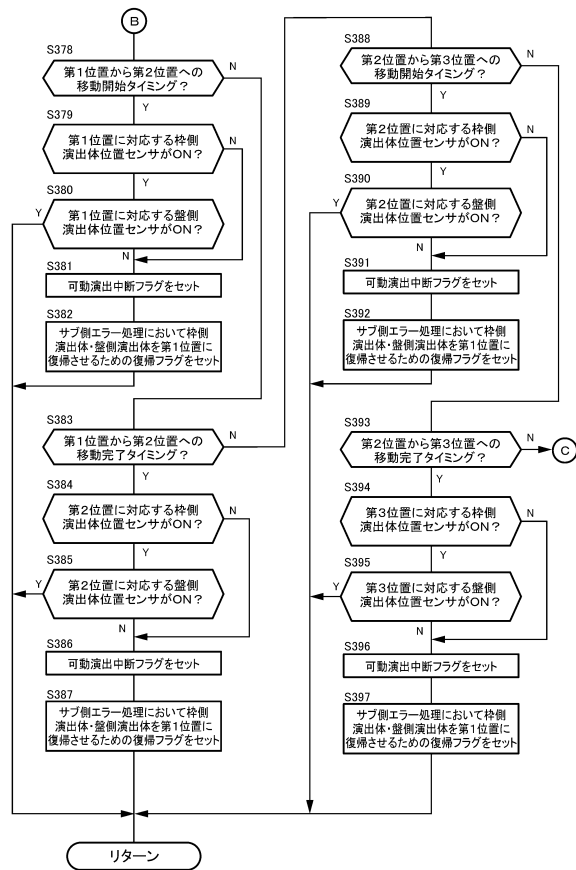 B
S378
第1位置から第2位置への
移動開始タイミング？
N
Y
S379
第1位置に対応する枠側
演出体位置センサがON？
N
Y
S380
第1位置に対応する盤側
演出体位置センサがON？
Y
N
S381
可動演出中断フラグをセット
S382
サブ側エラー処理において枠側
演出体・盤側演出体を第1位置に
復帰させるための復帰フラグをセット
S383
第1位置から第2位置への
移動完了タイミング？
N
Y
S384
第2位置に対応する枠側
演出体位置センサがON？
N
Y
S385
第2位置に対応する盤側
演出体位置センサがON？
Y
N
S386
可動演出中断フラグをセット
S387
サブ側エラー処理において枠側
演出体・盤側演出体を第1位置に
復帰させるための復帰フラグをセット
リターン
S388
第2位置から第3位置への
移動開始タイミング？
N
Y
S389
第2位置に対応する枠側
演出体位置センサがON？
N
Y
S390
第2位置に対応する盤側
演出体位置センサがON？
Y
N
S391
可動演出中断フラグをセット
S392
サブ側エラー処理において枠側
演出体・盤側演出体を第1位置に
復帰させるための復帰フラグをセット
S393
第2位置から第3位置への
移動完了タイミング？
N
C
Y
S394
第3位置に対応する枠側
演出体位置センサがON？
N
Y
S395
第3位置に対応する盤側
演出体位置センサがON？
Y
N
S396
可動演出中断フラグをセット
S397
サブ側エラー処理において枠側
演出体・盤側演出体を第1位置に
復帰させるための復帰フラグをセット